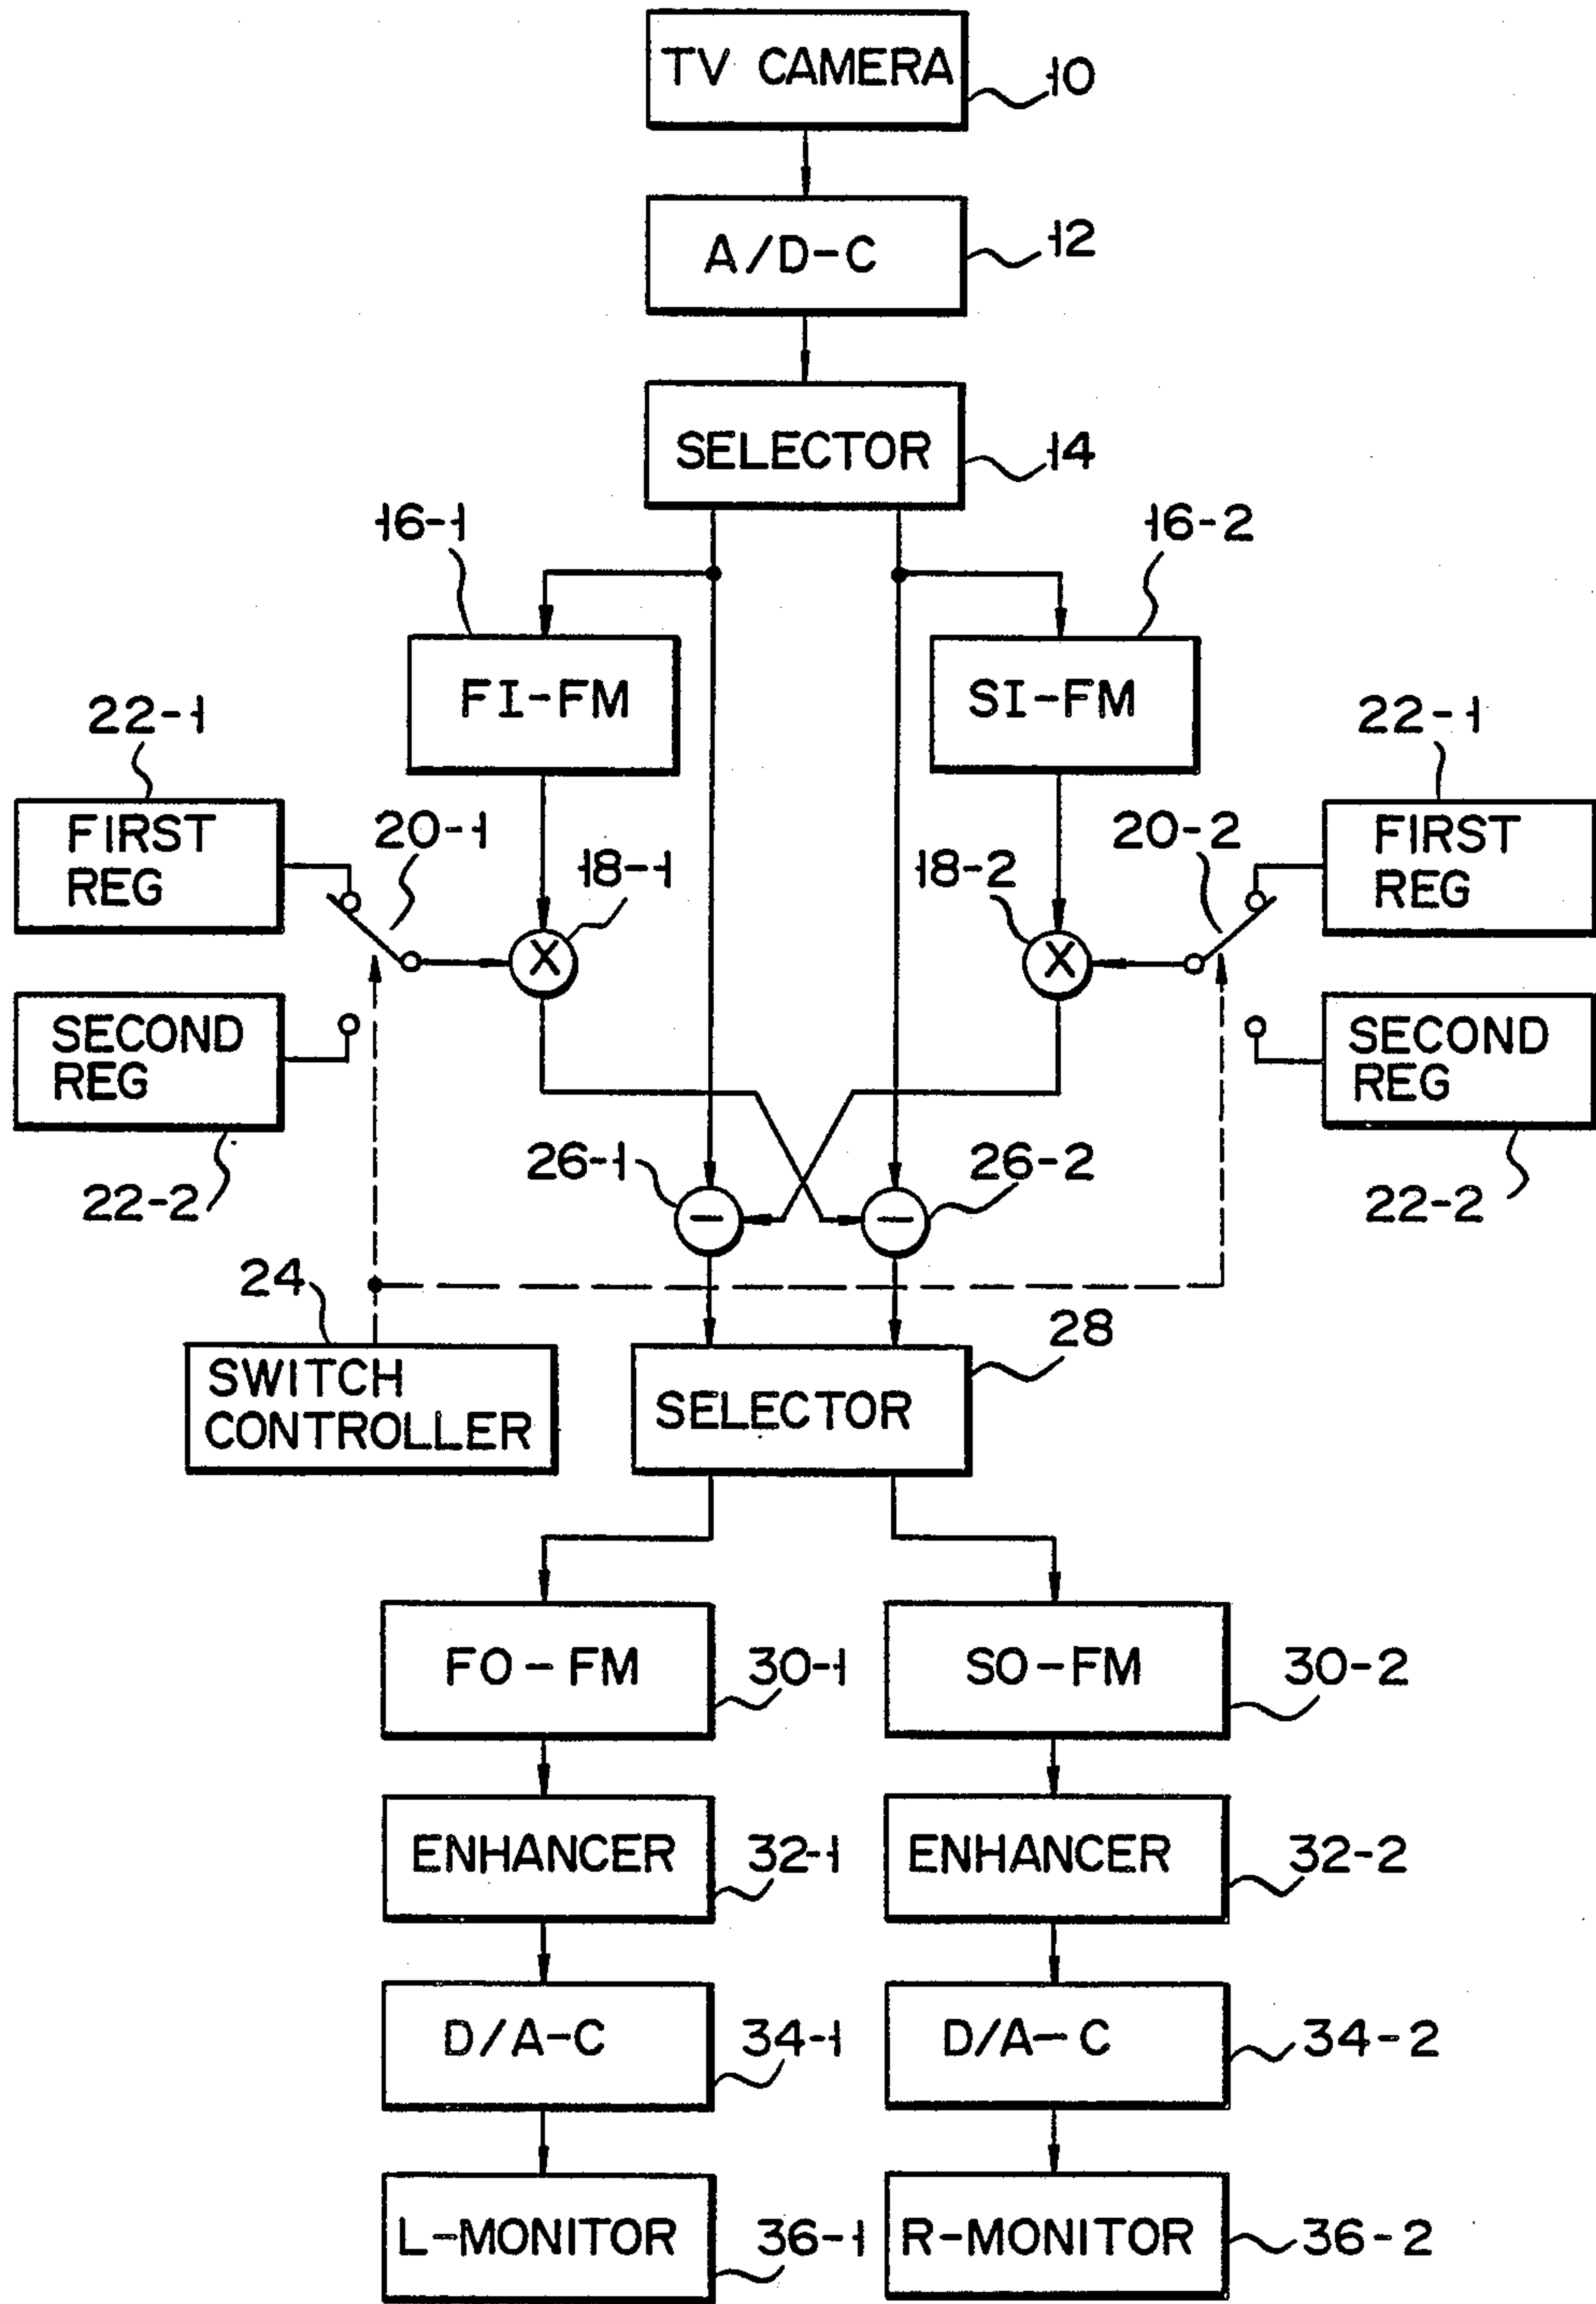 TV CAMERA
10
A/D-C
12
SELECTOR
14
16-1
16-2
FI-FM
SI-FM
22-1
22-1
FIRST
REG
20-1
18-1
18-2
20-2
FIRST
REG
X
X
SECOND
REG
SECOND
REG
22-2
26-1
26-2
22-2
−
−
24
28
SWITCH
CONTROLLER
SELECTOR
FO-FM
30-1
SO-FM
30-2
ENHANCER
32-1
ENHANCER
32-2
D/A-C
34-1
D/A-C
34-2
L-MONITOR
36-1
R-MONITOR
36-2